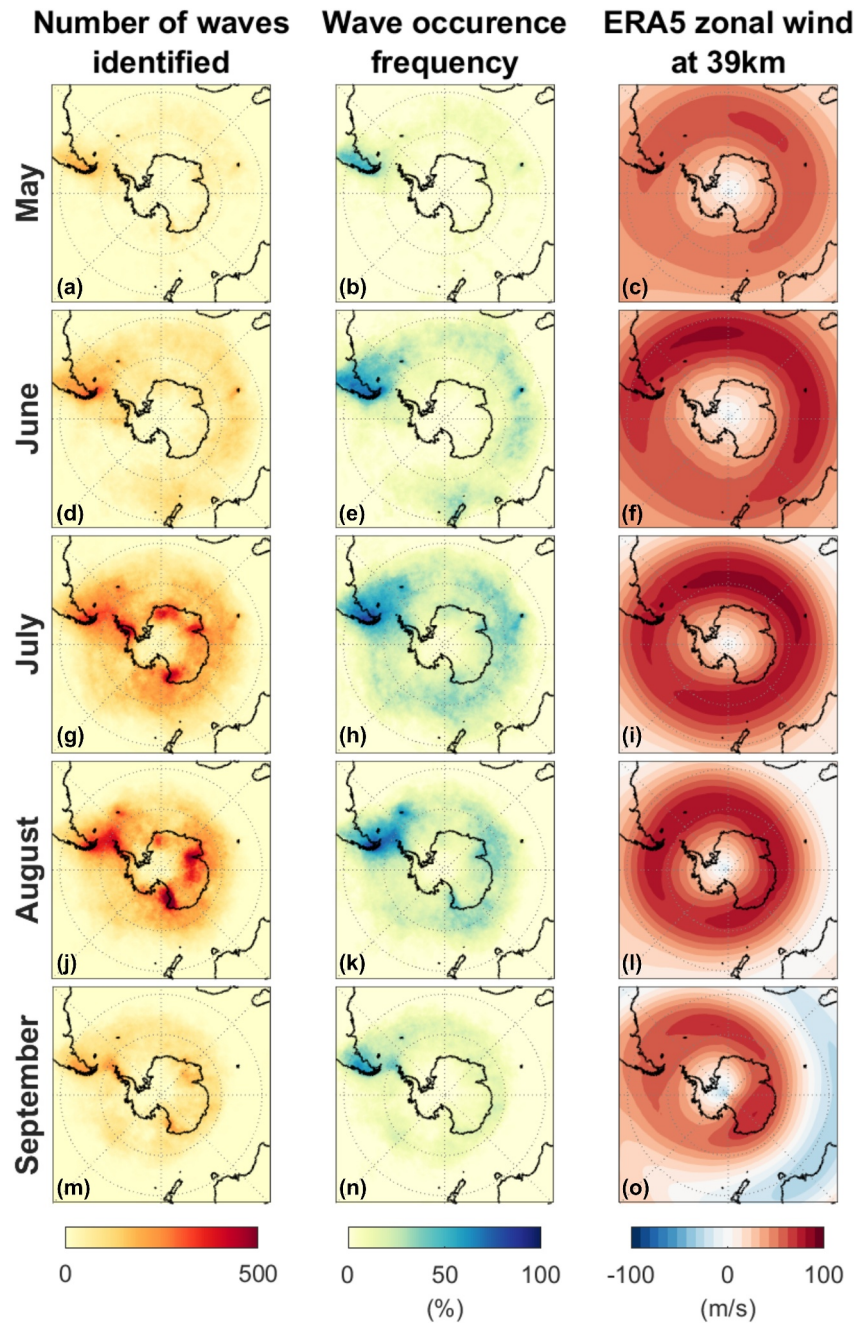 Number of waves Wave occurence ERA5 zonal wind
identified frequency at 39km
May
(a) (b) (c)
June
(d) (e) (f)
July
(g) (h) (i)
August
(j) (k) (l)
September
(m) (n) (o)
0 500 0 50 100 -100 0 100
(%) (m/s)